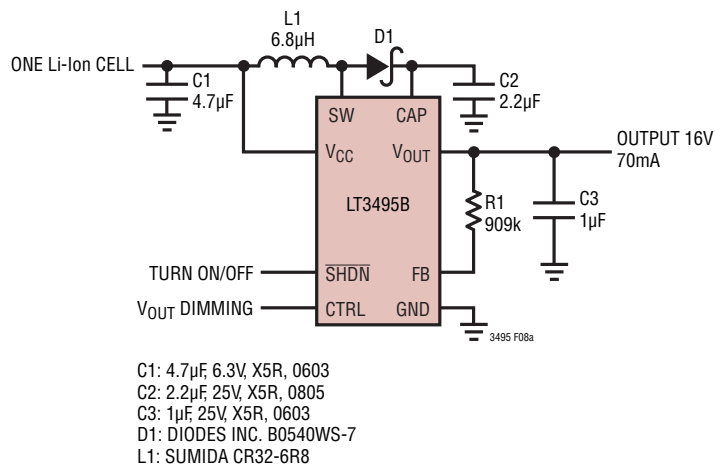 L1
6.8µH
D1
ONE Li-Ion CELL
C1
4.7µF
C2
2.2µF
SW
CAP
VCC
VOUT
OUTPUT 16V
70mA
LT3495B
R1
909k
C3
1µF
TURN ON/OFF
SHDN
FB
VOUT DIMMING
CTRL
GND
3495 F08a
C1: 4.7µF, 6.3V, X5R, 0603
C2: 2.2µF, 25V, X5R, 0805
C3: 1µF, 25V, X5R, 0603
D1: DIODES INC. B0540WS-7
L1: SUMIDA CR32-6R8